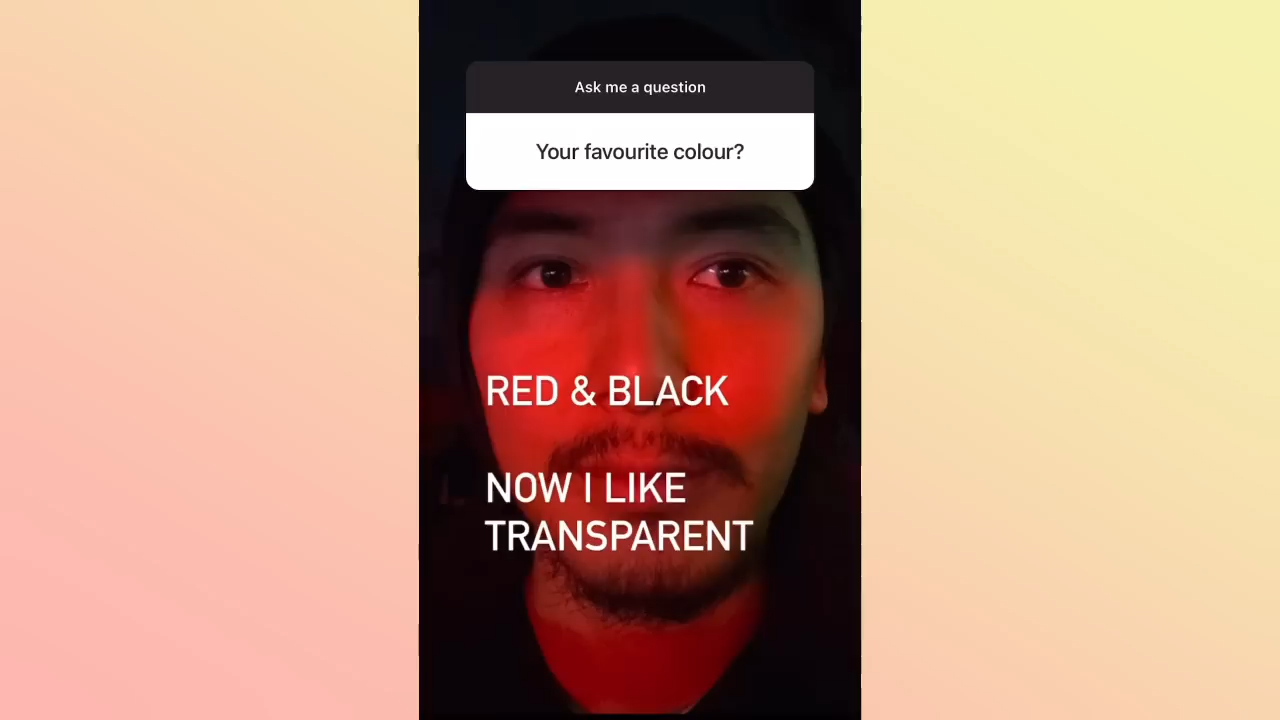 Ask me a question
Your favourite colour?
RED & BLACK
NOW I LIKE
TRANSPARENT